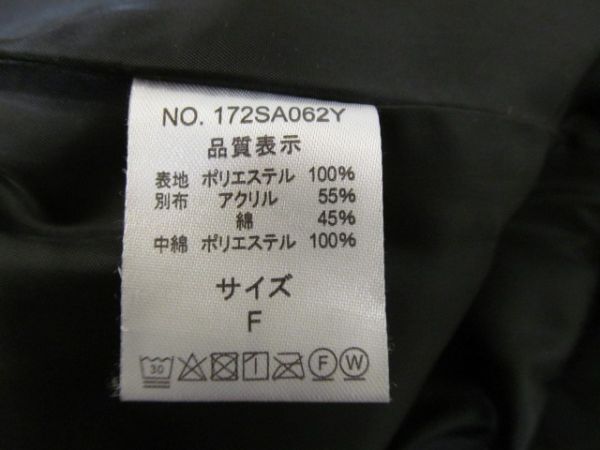 NO. 172SA062Y
品質表示
表地 ポリエステル 100%
別布 アクリル 55%
綿 45%
中綿 ポリエステル 100%
サイズ
F
30 F W